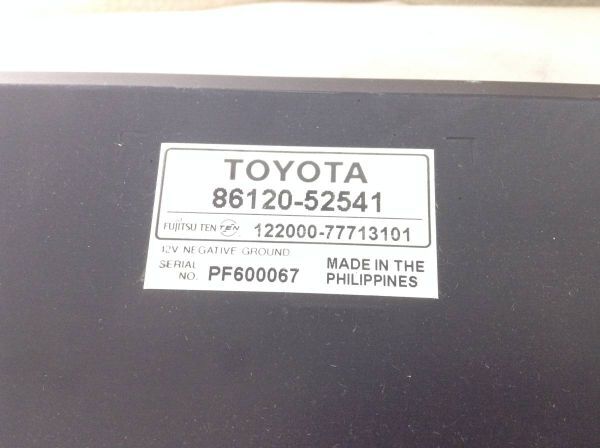 TOYOTA
86120-52541
FUJITSU TEN TEN 122000-77713101
12V NEGATIVE GROUND
SERIAL NO. PF600067
MADE IN THE
PHILIPPINES